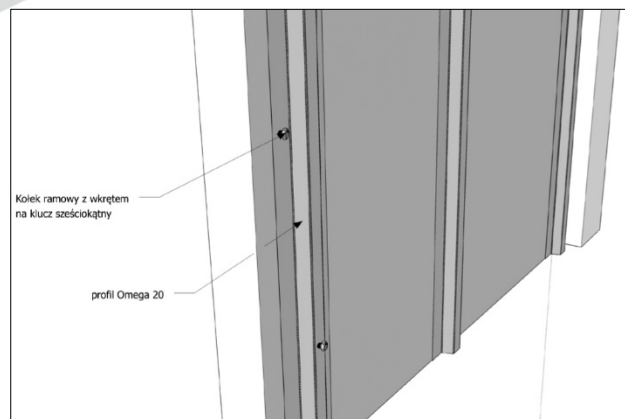 Kołek ramowy z wkrętem
na klucz sześciokątny
profil Omega 20